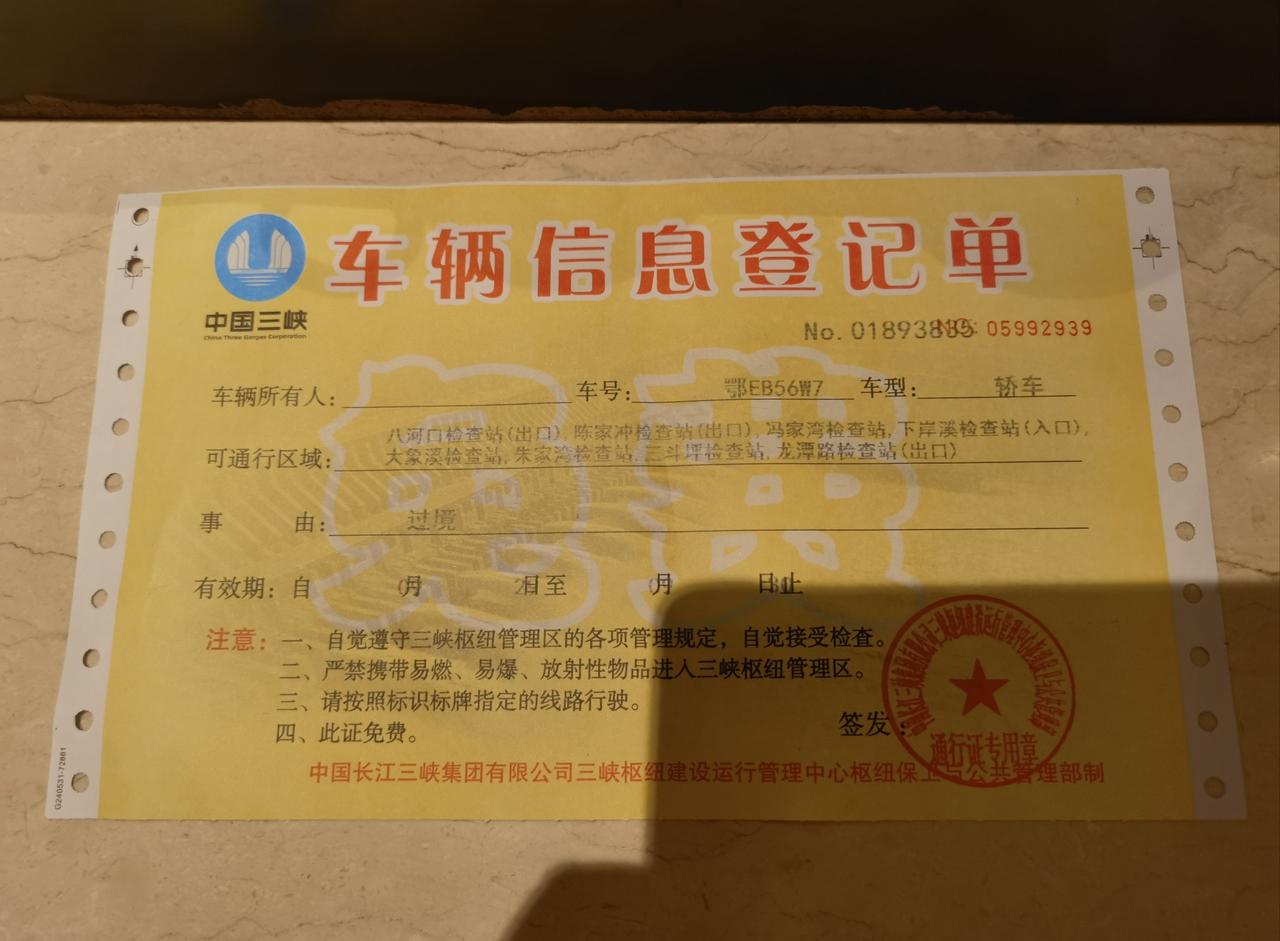 车辆信息登记单
中国三峡
China Three Gorges Corporation
No. 01893885 NO: 05992939
车辆所有人: 车号: 鄂EB56W7 车型: 轿车
八河口检查站(出口),陈家冲检查站(出口),冯家湾检查站,下岸溪检查站(入口),
可通行区域: 大象溪检查站,朱家湾检查站,三斗坪检查站,龙潭路检查站(出口)
事 由: 过境
有效期: 自 月 日至 月 日止
注意: 一、自觉遵守三峡枢纽管理区的各项管理规定，自觉接受检查。
二、严禁携带易燃、易爆、放射性物品进入三峡枢纽管理区。
三、请按照标识标牌指定的线路行驶。
四、此证免费。
签发:
通行证专用章
中国长江三峡集团有限公司三峡枢纽建设运行管理中心枢纽保卫与公共管理部制
G240531-72861